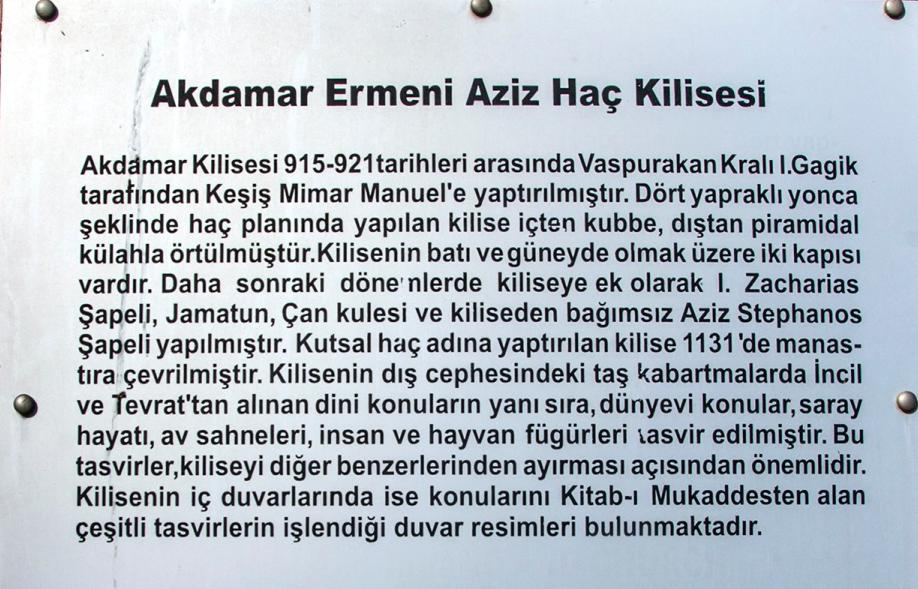 Akdamar Ermeni Aziz Haç Kilisesi
Akdamar Kilisesi 915-921tarihleri arasında Vaspurakan Kralı I.Gagik
tarafından Keşiş Mimar Manuel'e yaptırılmıştır. Dört yapraklı yonca
şeklinde haç planında yapılan kilise içten kubbe, dıştan piramidal
külahla örtülmüştür.Kilisenin batı ve güneyde olmak üzere iki kapısı
vardır. Daha sonraki dönemlerde kiliseye ek olarak I. Zacharias
Şapeli, Jamatun, Çan kulesi ve kiliseden bağımsız Aziz Stephanos
Şapeli yapılmıştır. Kutsal haç adına yaptırılan kilise 1131'de manas-
tıra çevrilmiştir. Kilisenin dış cephesindeki taş kabartmalarda İncil
ve Tevrat'tan alınan dini konuların yanı sıra, dünyevi konular, saray
hayatı, av sahneleri, insan ve hayvan fügürleri tasvir edilmiştir. Bu
tasvirler,kiliseyi diğer benzerlerinden ayırması açısından önemlidir.
Kilisenin iç duvarlarında ise konularını Kitab-ı Mukaddesten alan
çeşitli tasvirlerin işlendiği duvar resimleri bulunmaktadır.